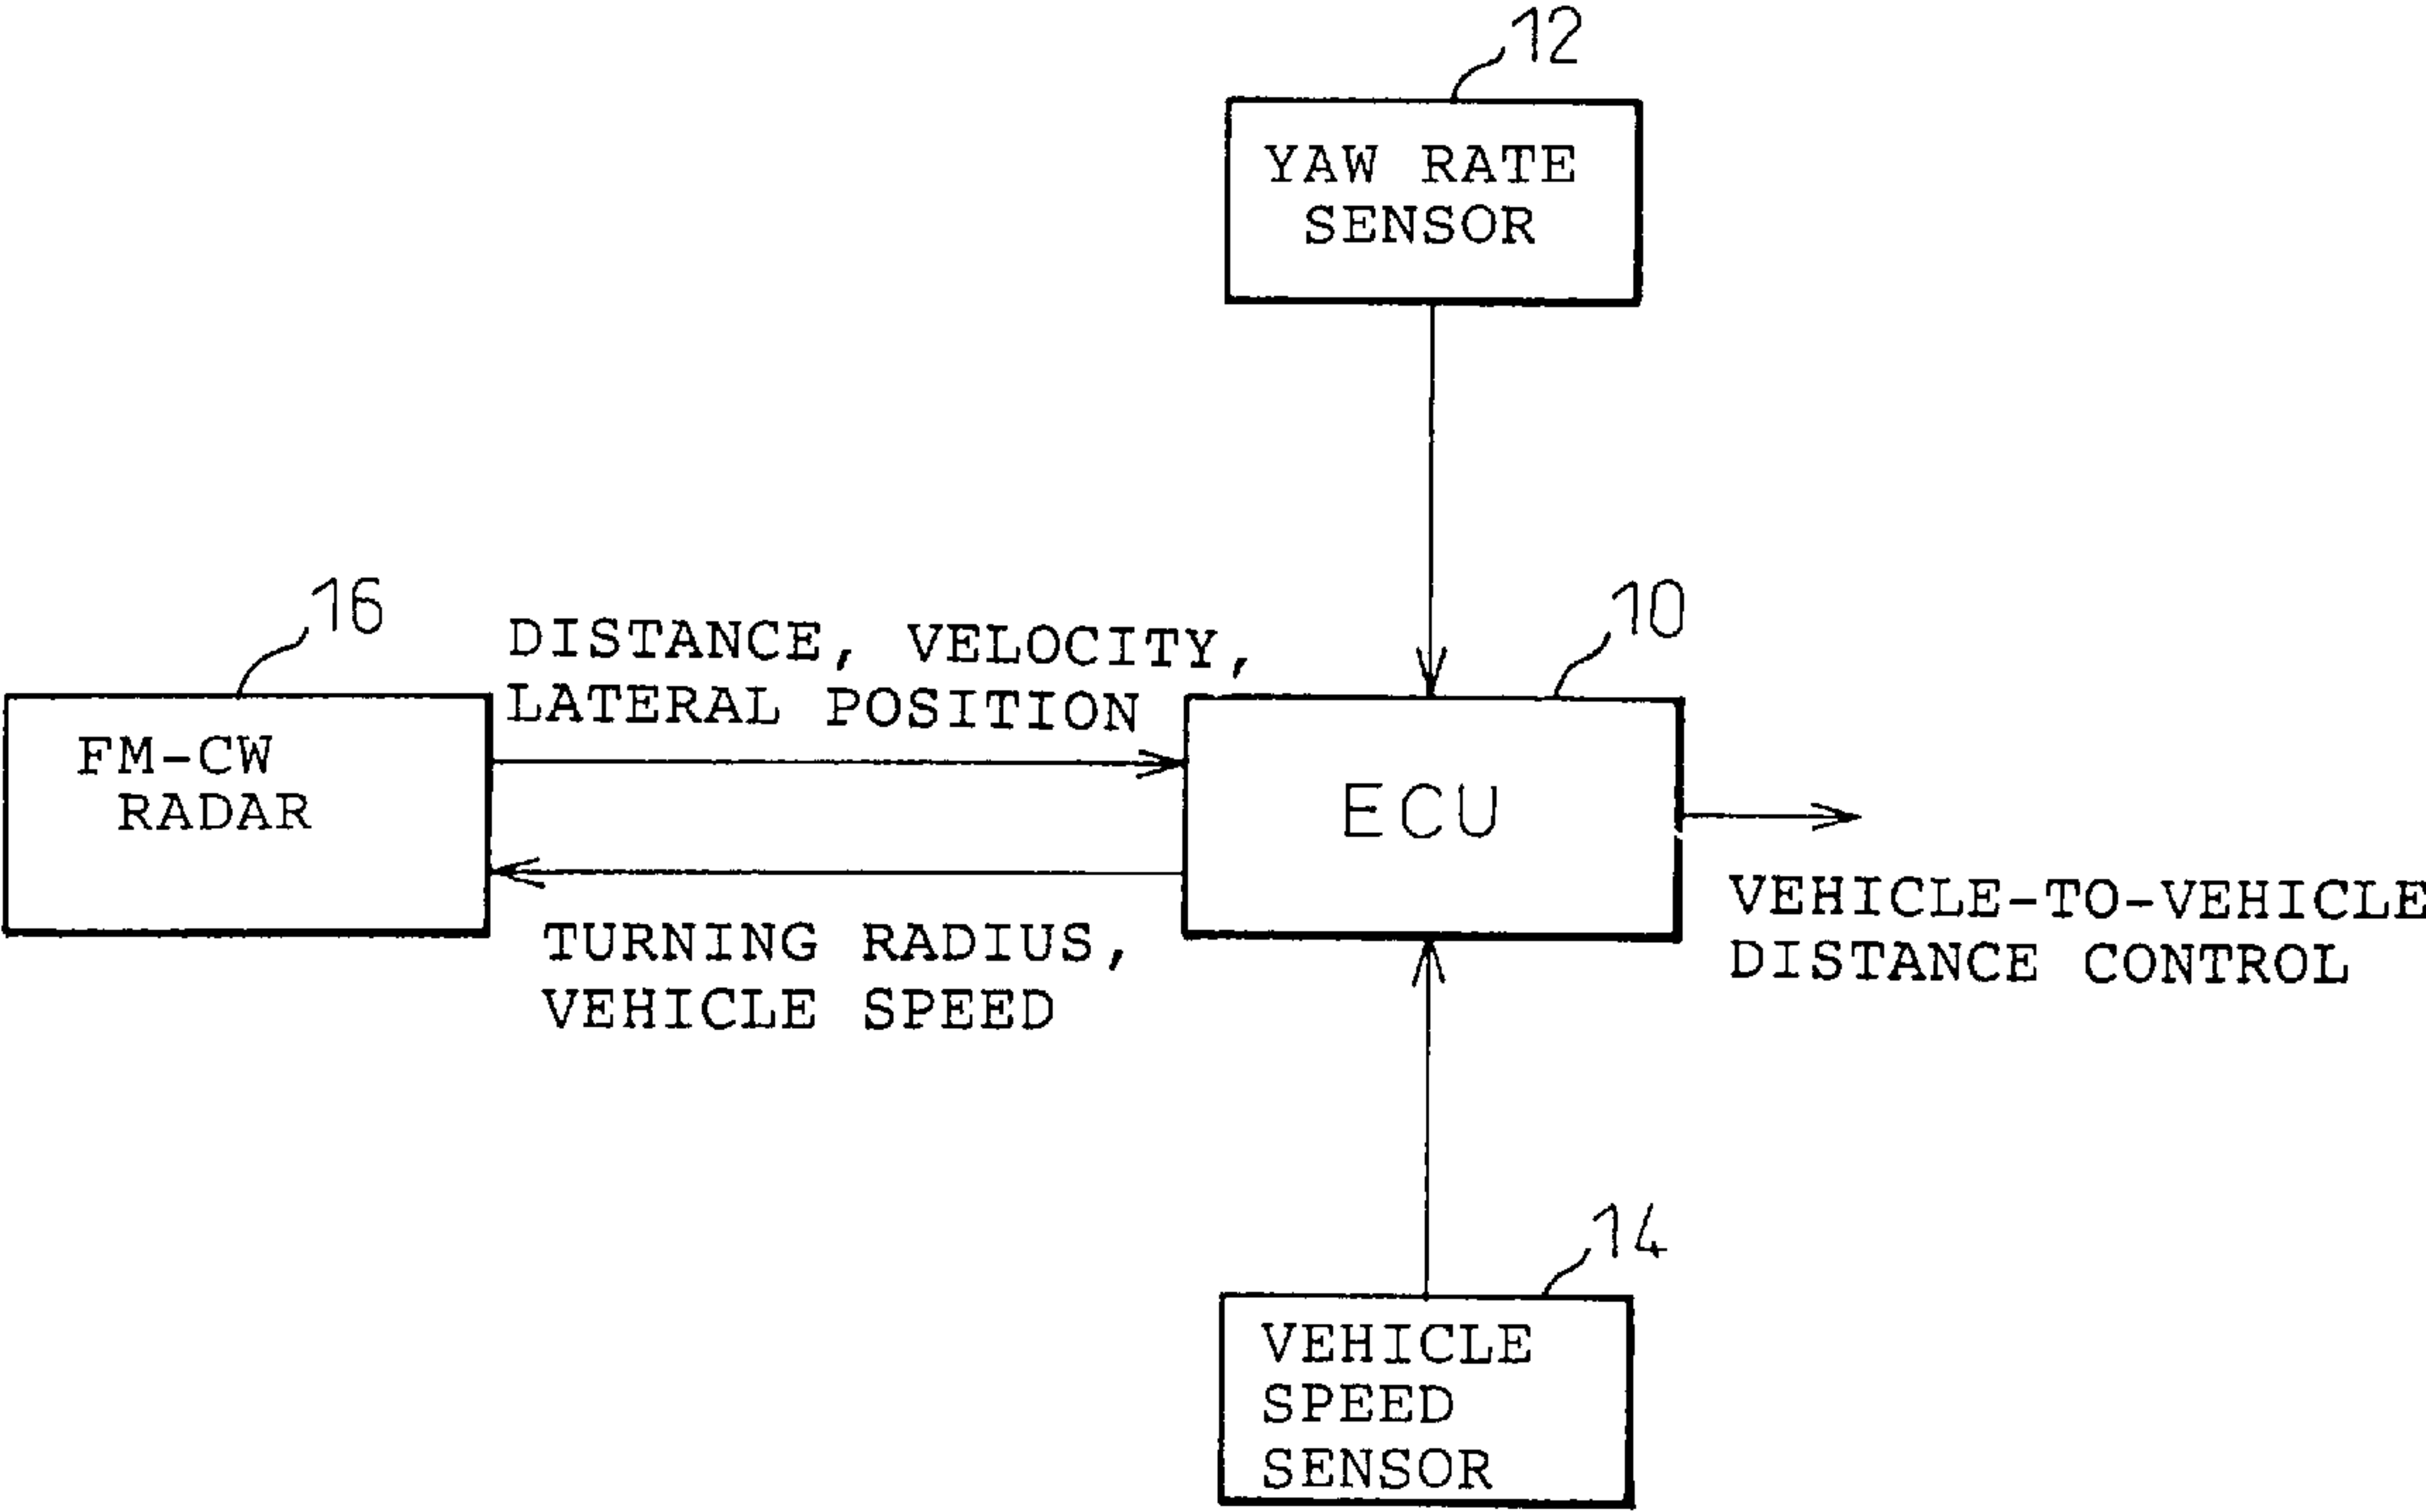 12
YAW RATE
SENSOR
16
DISTANCE, VELOCITY,
LATERAL POSITION
10
FM-CW
RADAR
ECU
TURNING RADIUS,
VEHICLE SPEED
VEHICLE-TO-VEHICLE
DISTANCE CONTROL
14
VEHICLE
SPEED
SENSOR